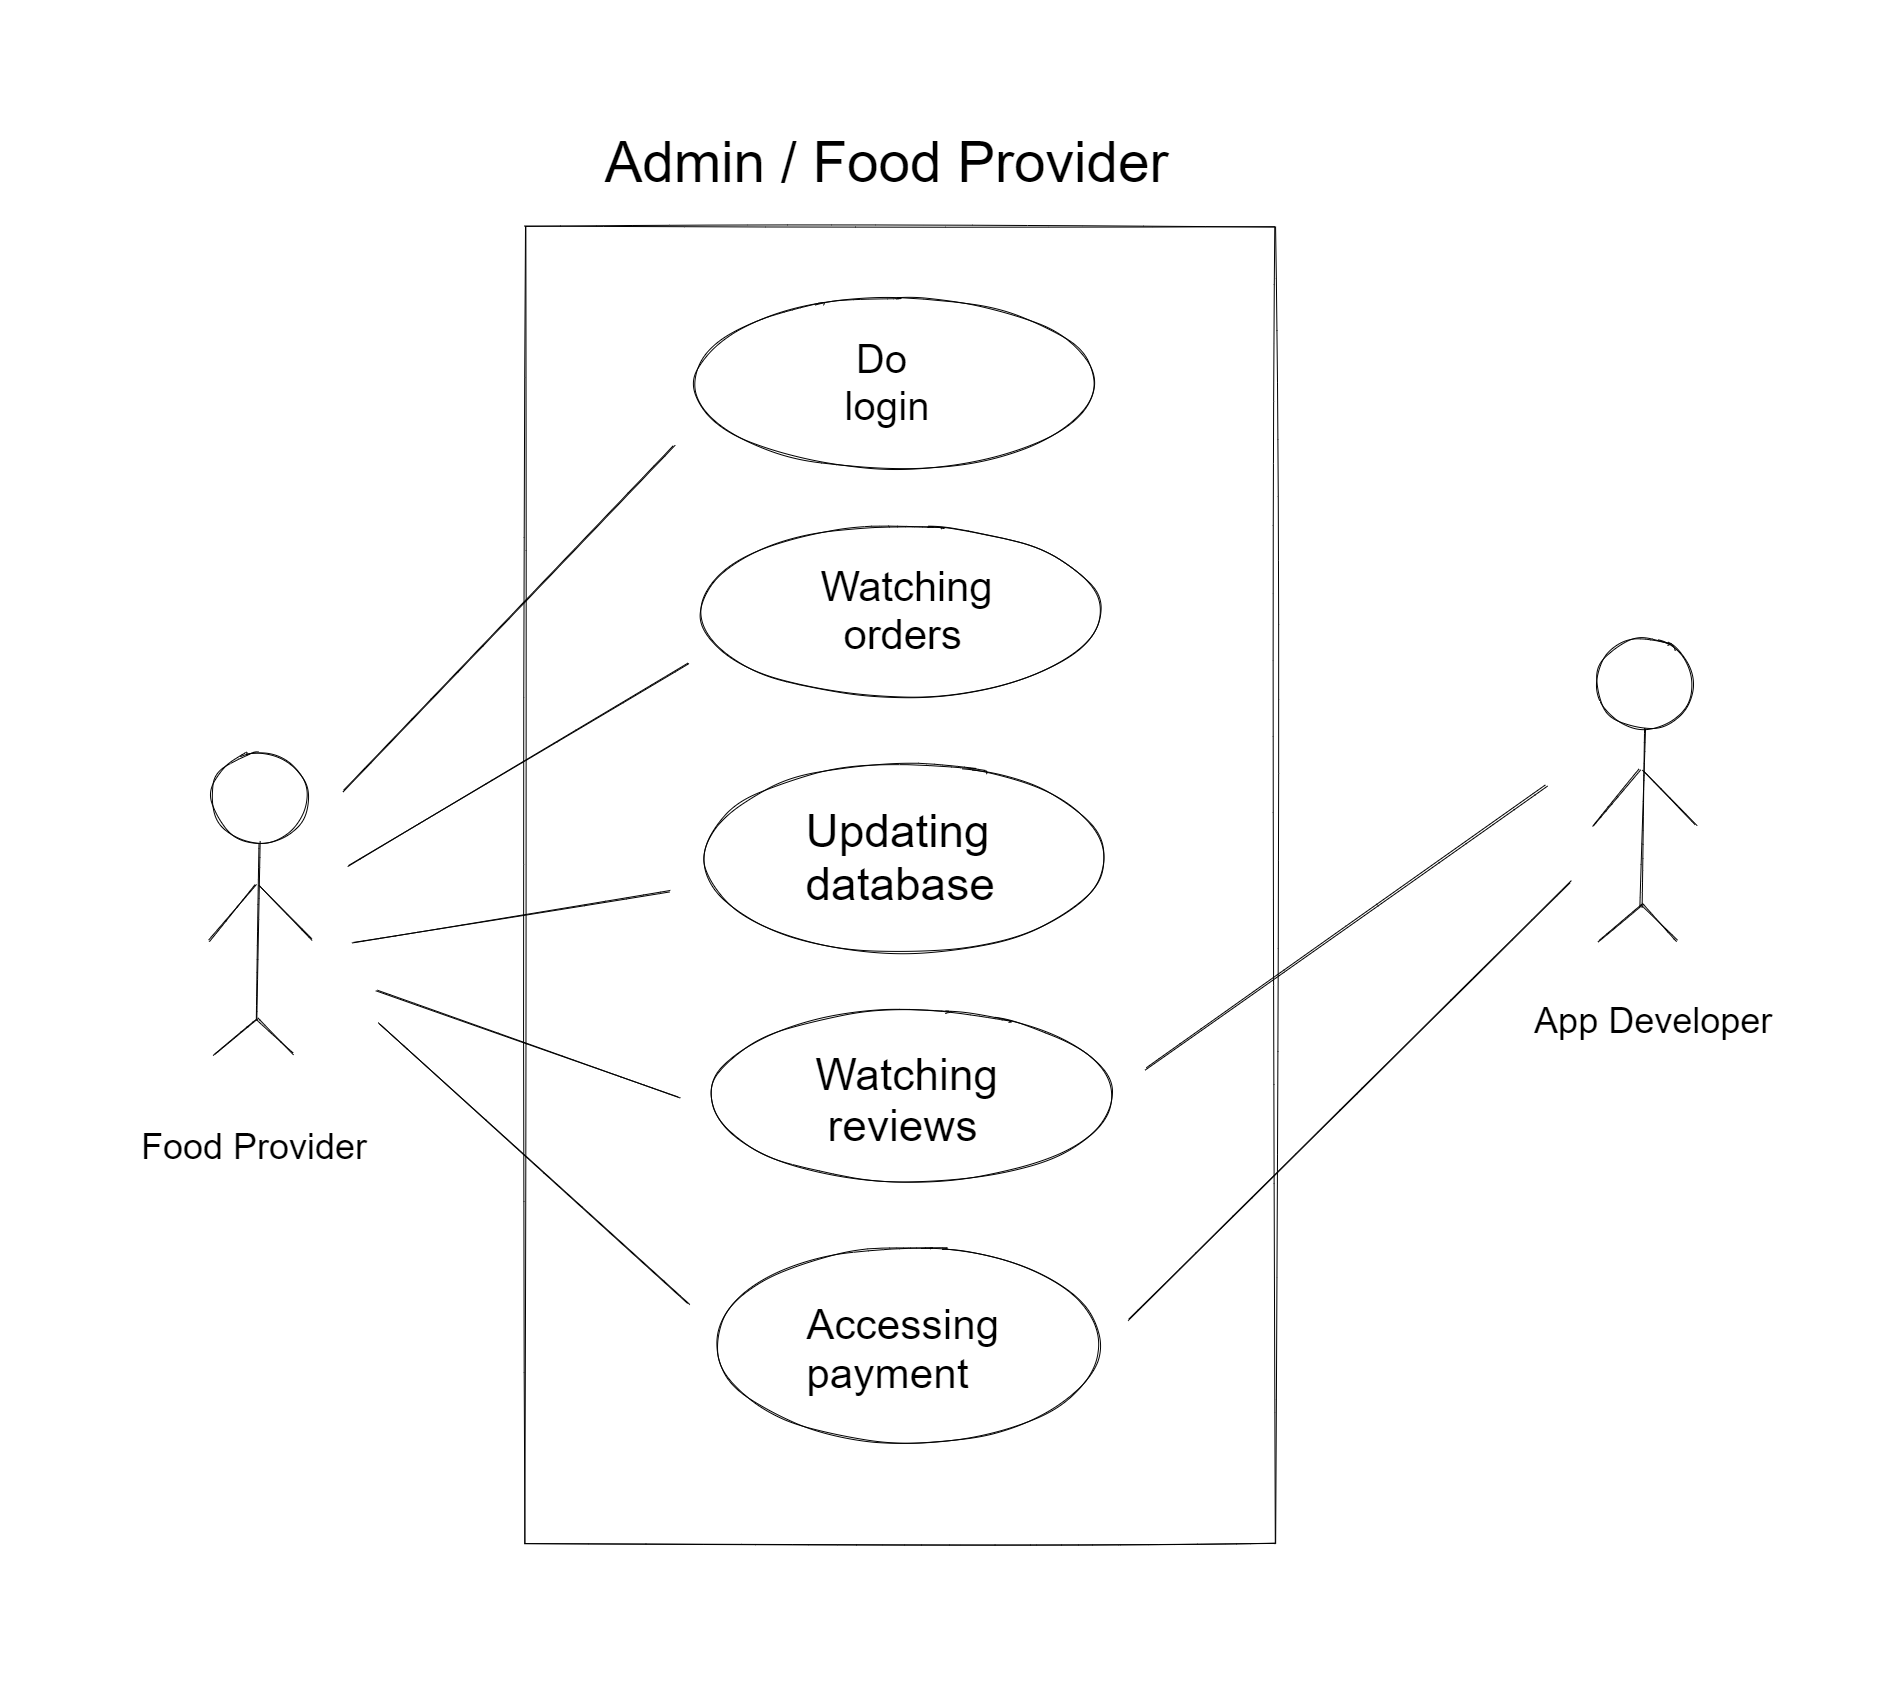 Admin / Food Provider
Do
login
Watching
orders
Updating
database
Watching
reviews
Accessing
payment
Food Provider
App Developer